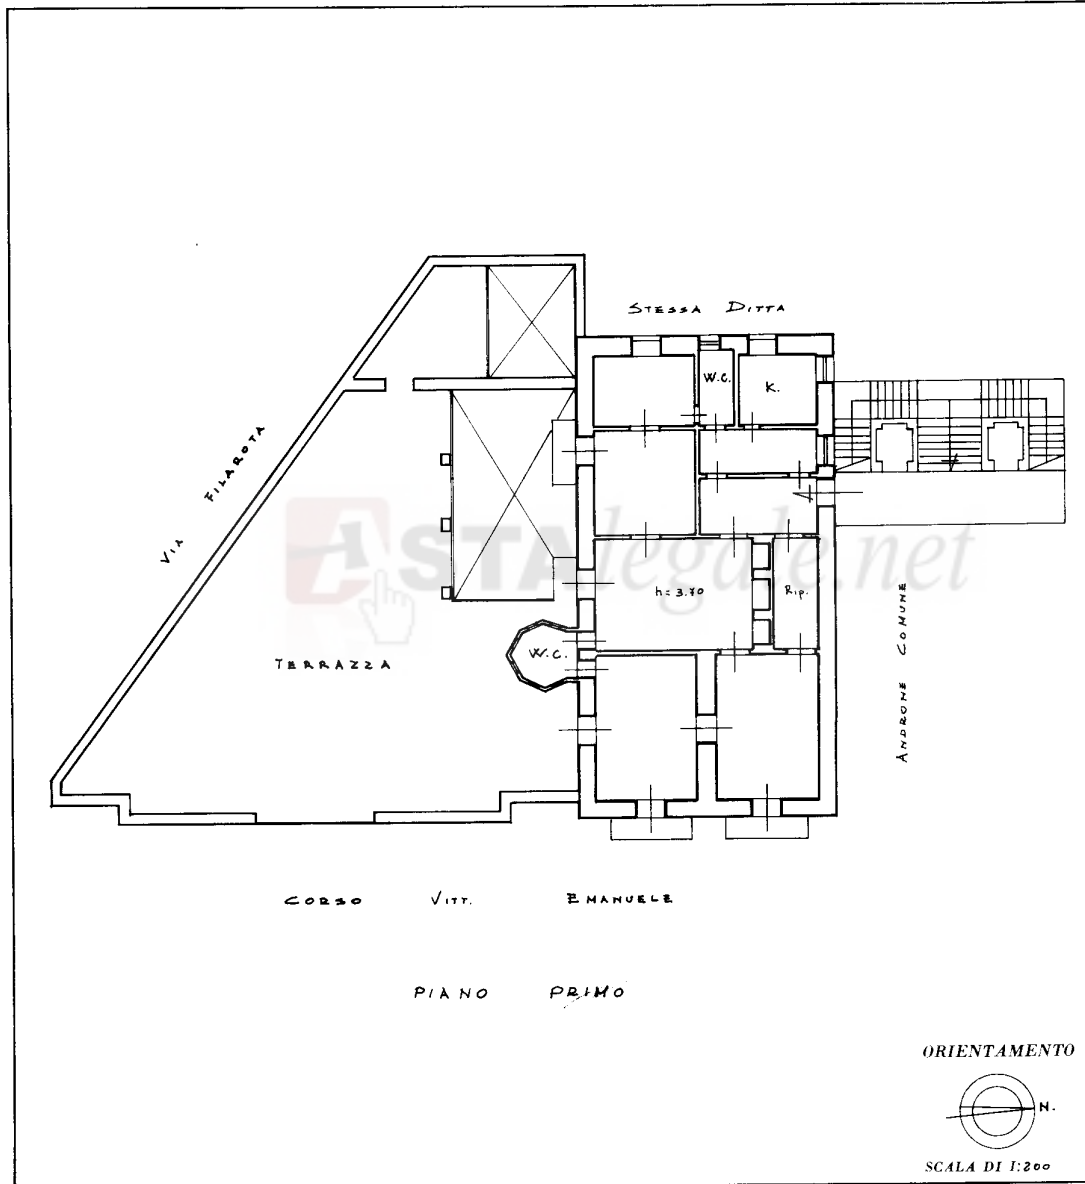 STESSA DITTA
W.C.
K.
VIA FILAROTA
ASTAlegale.net
h=3.70
Rip.
W.C.
TERRAZZA
ANDRONE COMUNE
CORSO VITT. EMANUELE
PIANO PRIMO
ORIENTAMENTO
N.
SCALA DI 1:200